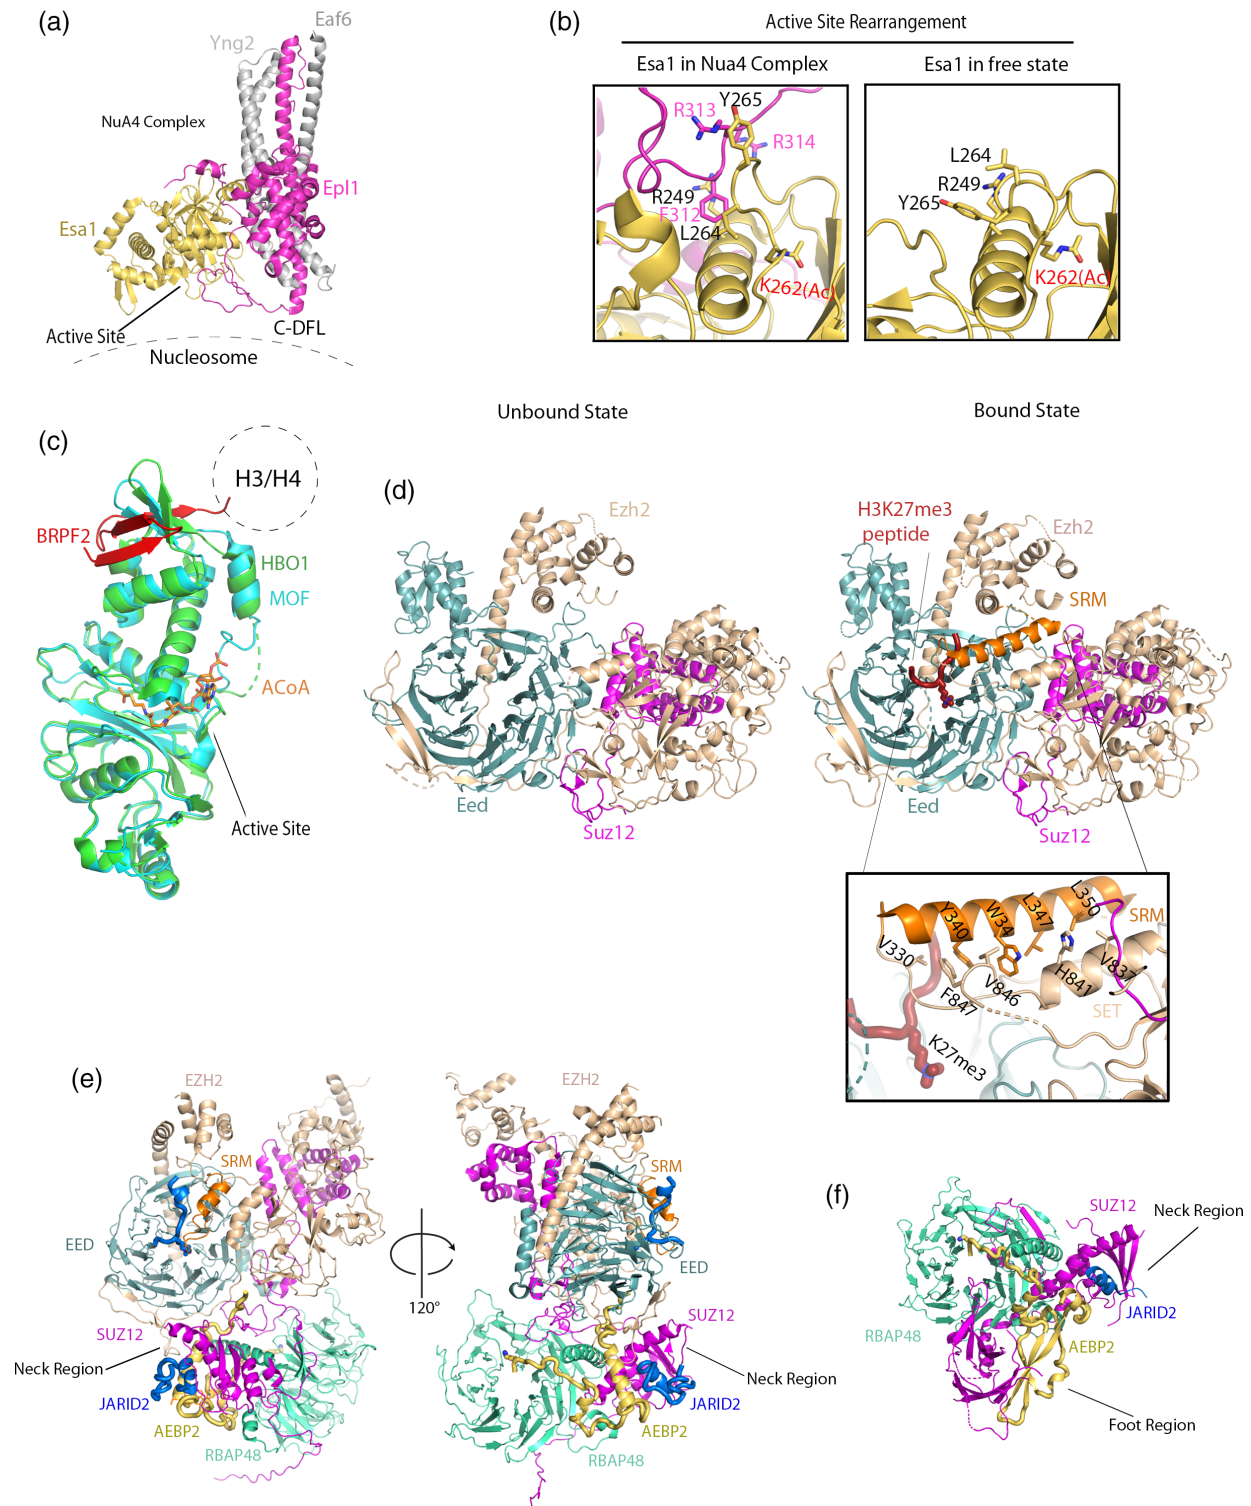 (a)
Eaf6
Yng2
NuA4 Complex
Epl1
Esa1
Active Site
C-DFL
Nucleosome
(b)
Active Site Rearrangement
Esa1 in Nua4 Complex
Esa1 in free state
Y265
R313
R314
R249
F312
L264
K262(Ac)
L264
R249
Y265
K262(Ac)
(c)
H3/H4
BRPF2
HBO1
MOF
ACoA
Active Site
Unbound State
Bound State
(d)
Ezh2
Eed
Suz12
H3K27me3
peptide
Ezh2
SRM
Eed
Suz12
L350
L347
W34
Y340
SRM
V330
V837
H841
V846
F847
SET
K27me3
(e)
EZH2
SRM
EED
SUZ12
Neck Region
JARID2
AEBP2
RBAP48
120°
EZH2
SRM
EED
SUZ12
Neck Region
JARID2
AEBP2
RBAP48
(f)
SUZ12
Neck Region
JARID2
RBAP48
AEBP2
Foot Region